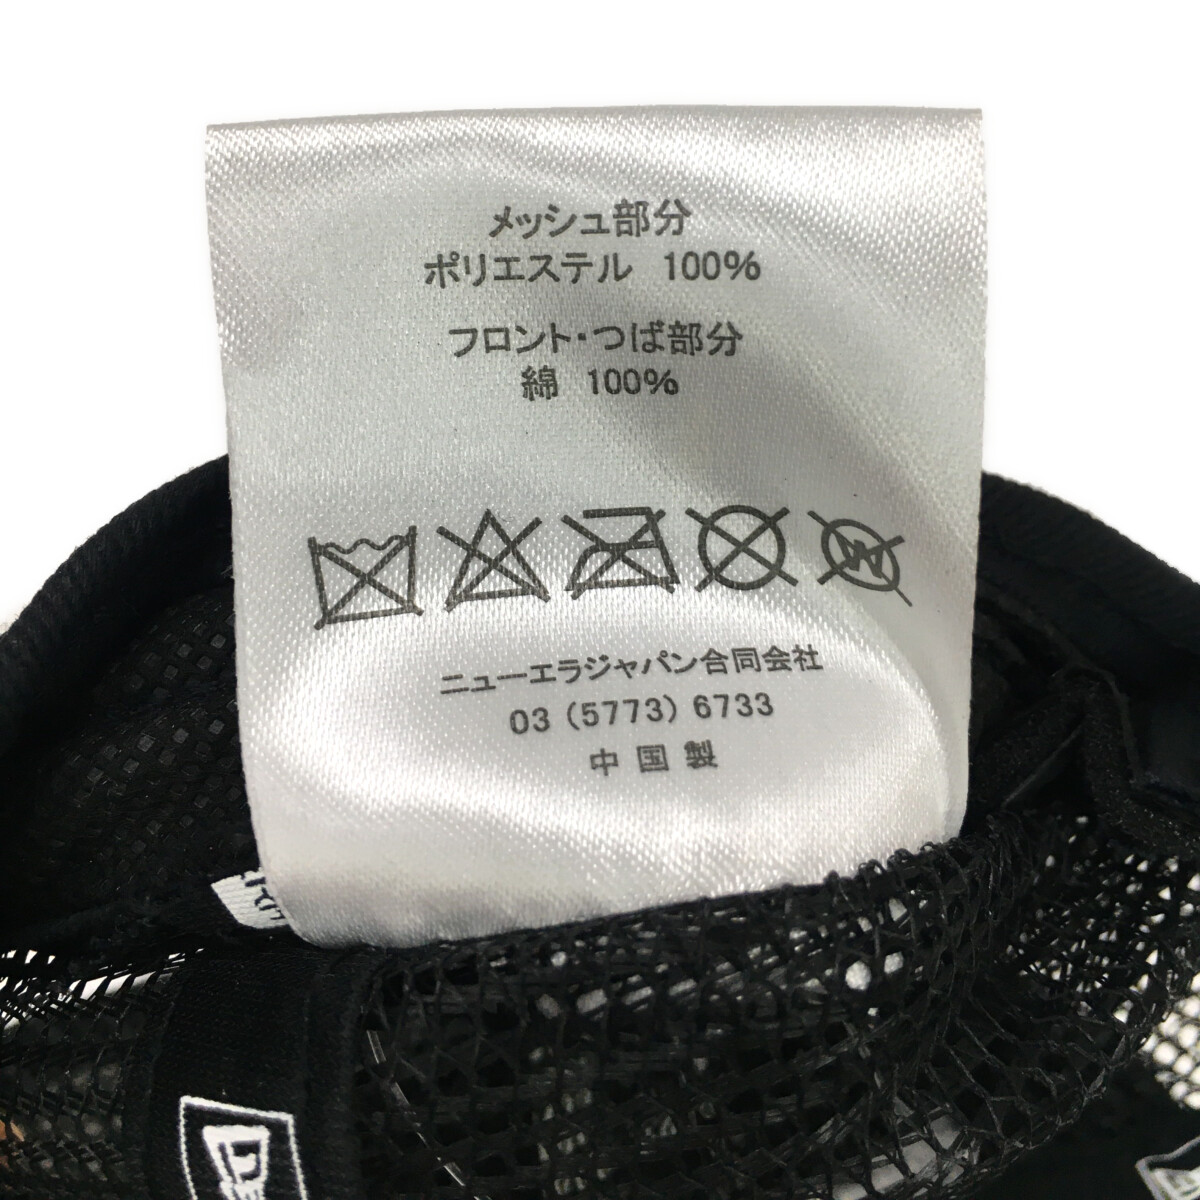 メッシュ部分
ポリエステル 100%
フロント・つば部分
綿 100%
W
ニューエラジャパン合同会社
03 (5773) 6733
中国製